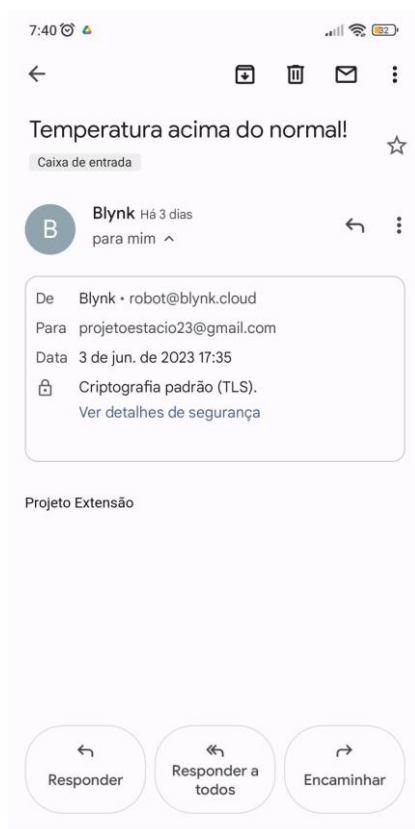 7:40
32
Temperatura acima do normal!
Caixa de entrada
B
Blynk Há 3 dias
para mim
De Blynk • robot@blynk.cloud
Para projetoestacio23@gmail.com
Data 3 de jun. de 2023 17:35
Criptografia padrão (TLS).
Ver detalhes de segurança
Projeto Extensão
Responder
Responder a
todos
Encaminhar